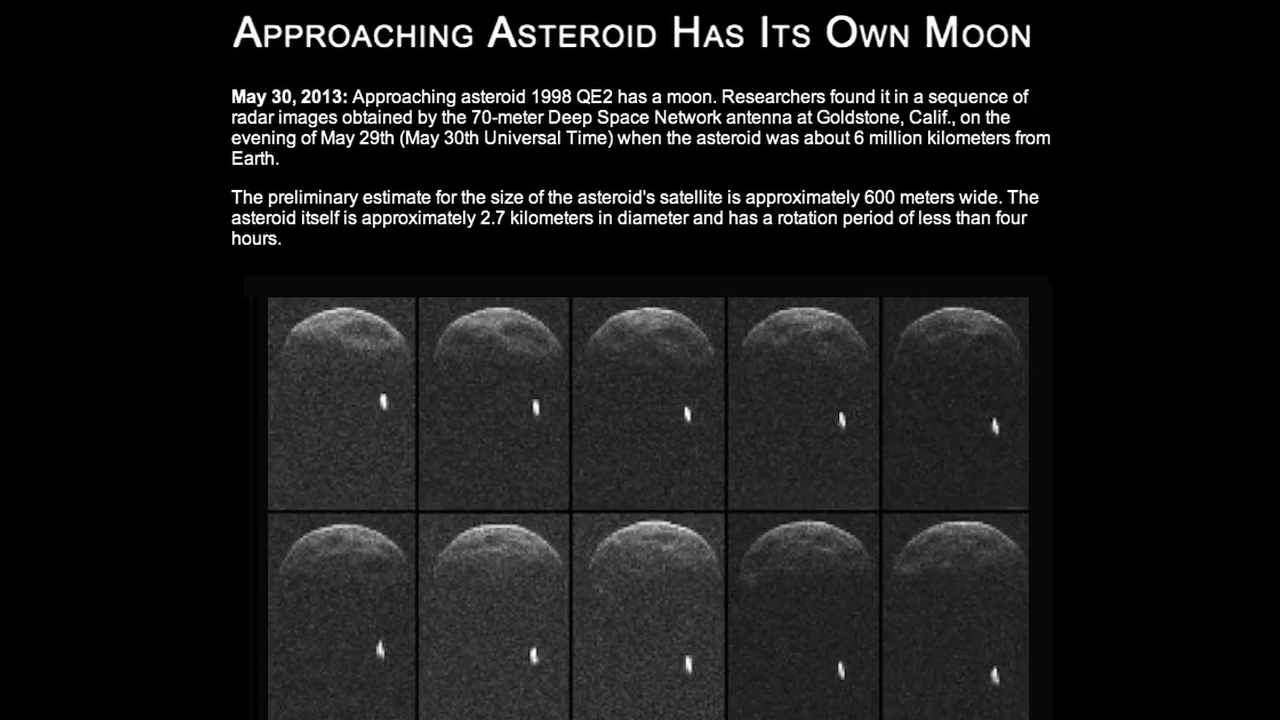 Approaching Asteroid Has Its Own Moon
May 30, 2013: Approaching asteroid 1998 QE2 has a moon. Researchers found it in a sequence of
radar images obtained by the 70-meter Deep Space Network antenna at Goldstone, Calif., on the
evening of May 29th (May 30th Universal Time) when the asteroid was about 6 million kilometers from
Earth.
The preliminary estimate for the size of the asteroid's satellite is approximately 600 meters wide. The
asteroid itself is approximately 2.7 kilometers in diameter and has a rotation period of less than four
hours.